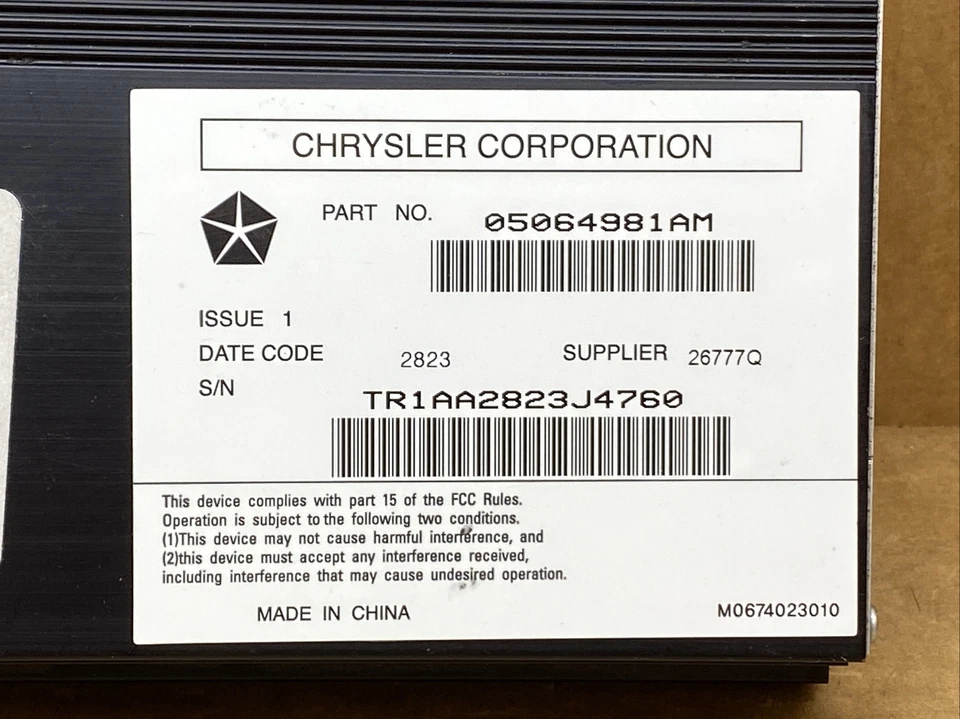 CHRYSLER CORPORATION
PART NO. 05064981AM
ISSUE 1
DATE CODE 2823 SUPPLIER 26777Q
S/N TR1AA2823J4760
This device complies with part 15 of the FCC Rules.
Operation is subject to the following two conditions.
(1)This device may not cause harmful interference, and
(2)this device must accept any interference received,
including interference that may cause undesired operation.
MADE IN CHINA M0674023010